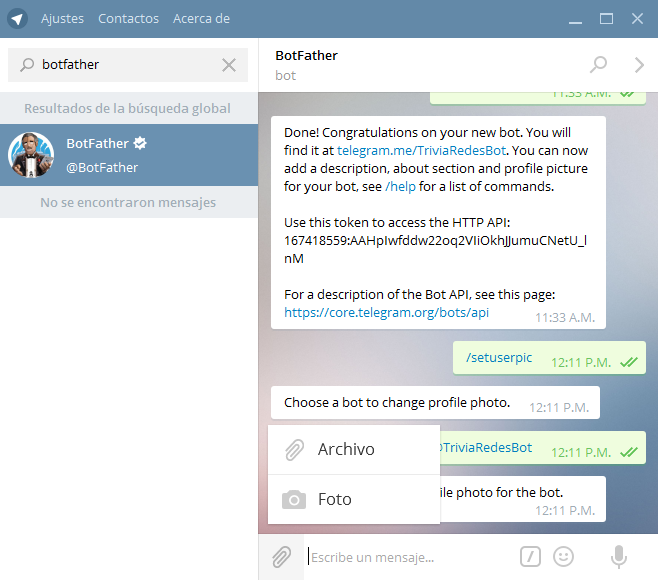 Ajustes Contactos Acerca de
botfather
Resultados de la búsqueda global
BotFather
@BotFather
No se encontraron mensajes
BotFather
bot
11:33 A.M.
Done! Congratulations on your new bot. You will
find it at telegram.me/TriviaRedesBot. You can now
add a description, about section and profile picture
for your bot, see /help for a list of commands.
Use this token to access the HTTP API:
167418559:AAHpIwfddw22oq2VIiOkhJJumuCNetU_l
nM
For a description of the Bot API, see this page:
https://core.telegram.org/bots/api
11:33 A.M.
/setuserpic 12:11 P.M.
Choose a bot to change profile photo. 12:11 P.M.
Archivo
TriviaRedesBot 12:11 P.M.
Foto
file photo for the bot.
12:11 P.M.
Escribe un mensaje...